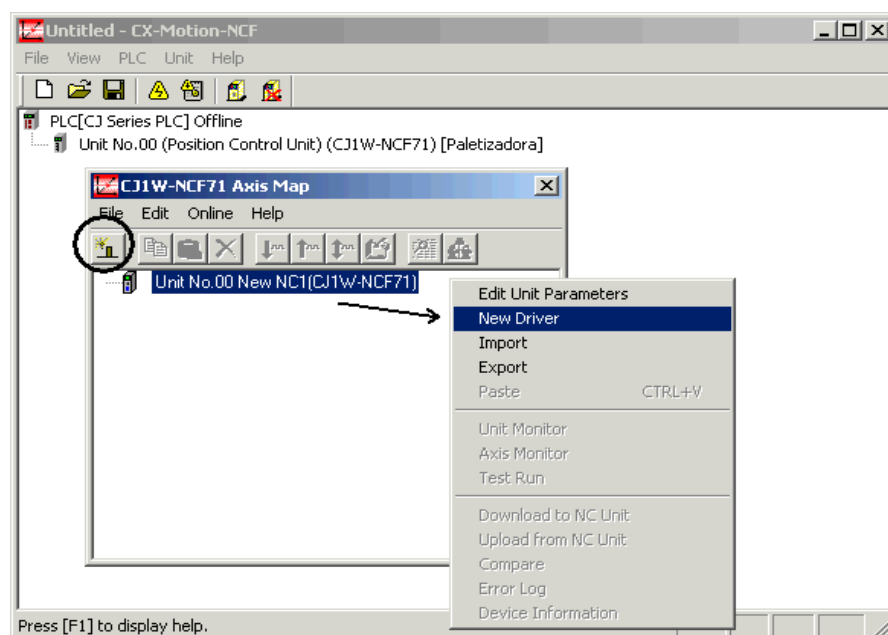 Untitled - CX-Motion-NCF
File View PLC Unit Help
PLC[CJ Series PLC] Offline
Unit No.00 (Position Control Unit) (CJ1W-NCF71) [Paletizadora]
CJ1W-NCF71 Axis Map
File Edit Online Help
Unit No.00 New NC1(CJ1W-NCF71)
Edit Unit Parameters
New Driver
Import
Export
Paste CTRL+V
Unit Monitor
Axis Monitor
Test Run
Download to NC Unit
Upload from NC Unit
Compare
Error Log
Device Information
Press [F1] to display help.